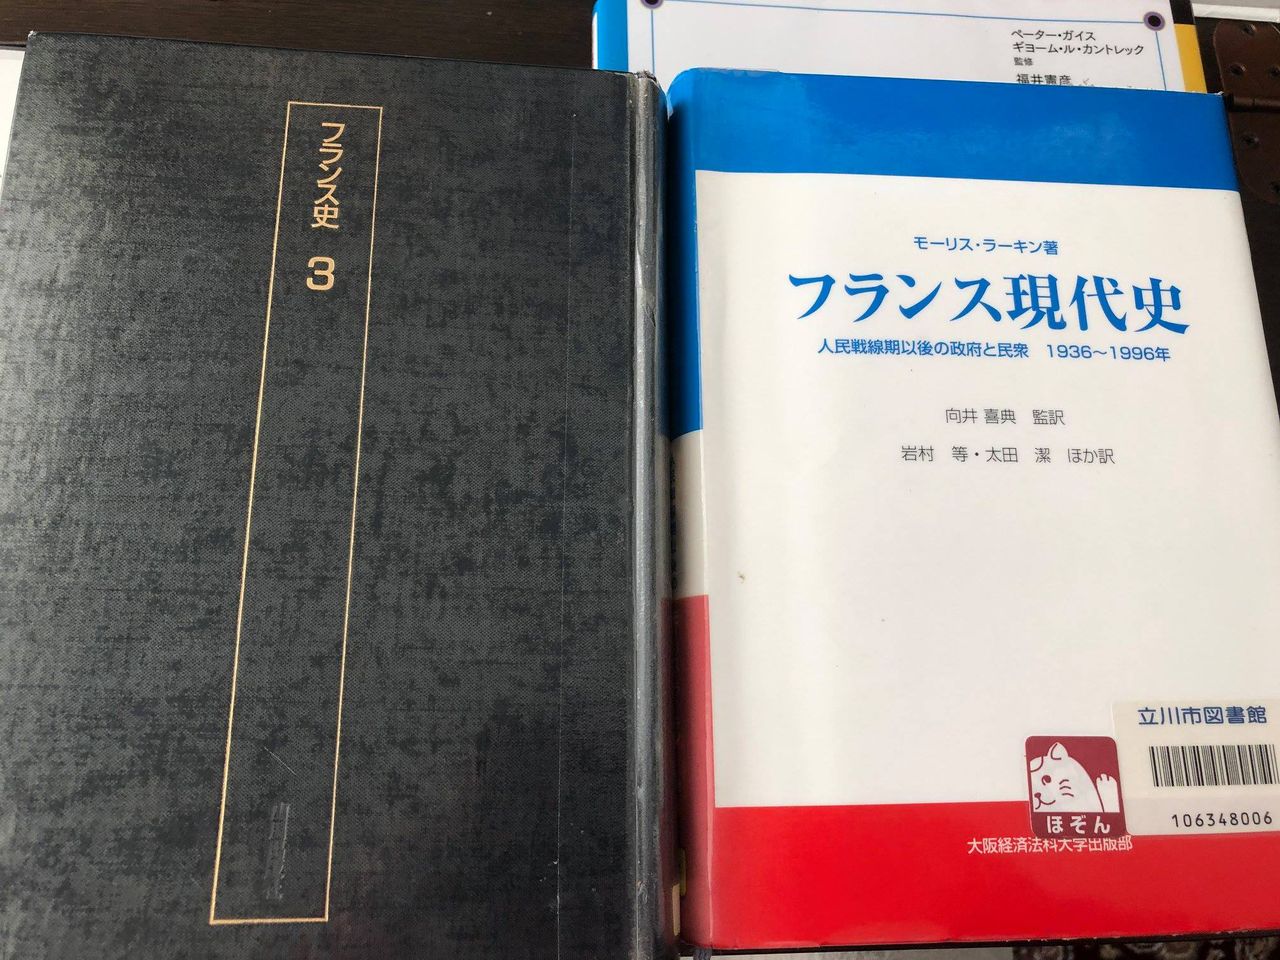 フランス史 3
ペーター・ガイス
ギヨーム・ル・カントレック
監修
福井憲彦
モーリス・ラーキン著
フランス現代史
人民戦線期以後の政府と民衆 1936~1996年
向井 喜典 監訳
岩村 等・太田 潔 ほか訳
立川市図書館
106348006
ほぞん
大阪経済法科大学出版部